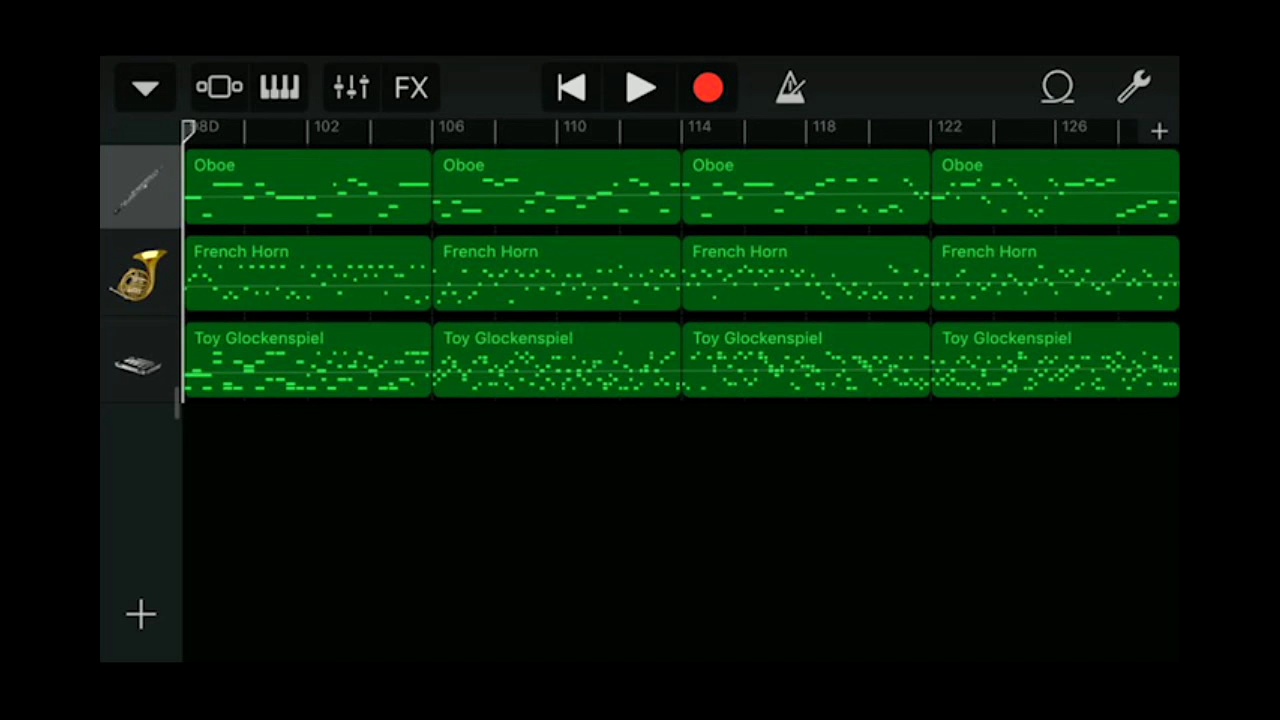 FX
102 106 110 114 118 122 126
Oboe Oboe Oboe Oboe
French Horn French Horn French Horn French Horn
Toy Glockenspiel Toy Glockenspiel Toy Glockenspiel Toy Glockenspiel